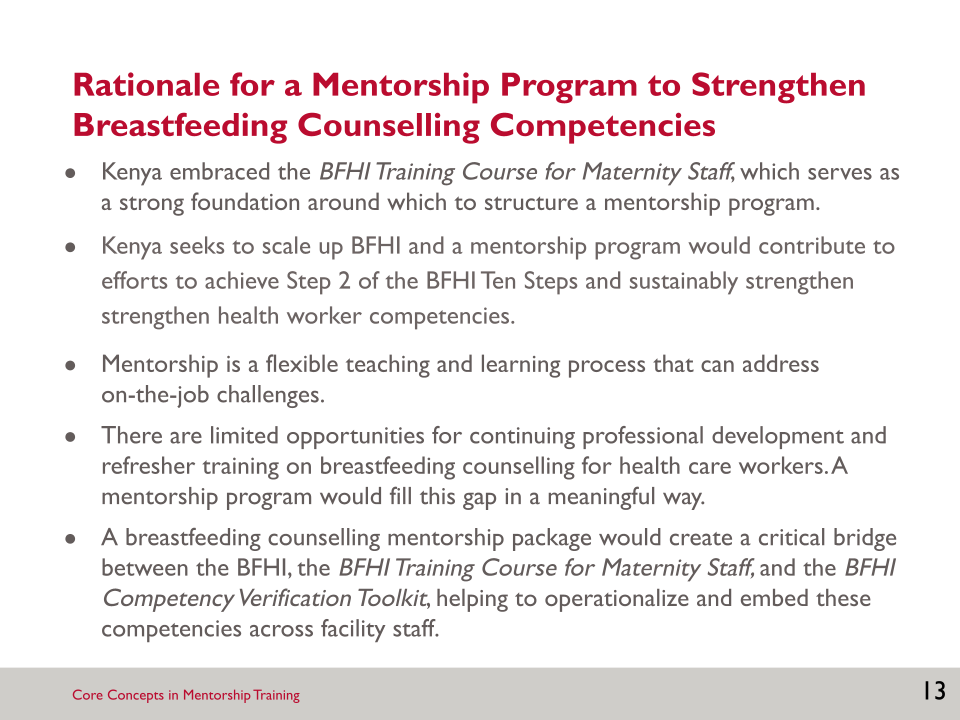 Rationale for a Mentorship Program to Strengthen
Breastfeeding Counselling Competencies
● Kenya embraced the BFHI Training Course for Maternity Staff, which serves as
a strong foundation around which to structure a mentorship program.
● Kenya seeks to scale up BFHI and a mentorship program would contribute to
efforts to achieve Step 2 of the BFHI Ten Steps and sustainably strengthen
strengthen health worker competencies.
● Mentorship is a flexible teaching and learning process that can address
on-the-job challenges.
● There are limited opportunities for continuing professional development and
refresher training on breastfeeding counselling for health care workers. A
mentorship program would fill this gap in a meaningful way.
● A breastfeeding counselling mentorship package would create a critical bridge
between the BFHI, the BFHI Training Course for Maternity Staff, and the BFHI
Competency Verification Toolkit, helping to operationalize and embed these
competencies across facility staff.
Core Concepts in Mentorship Training
13